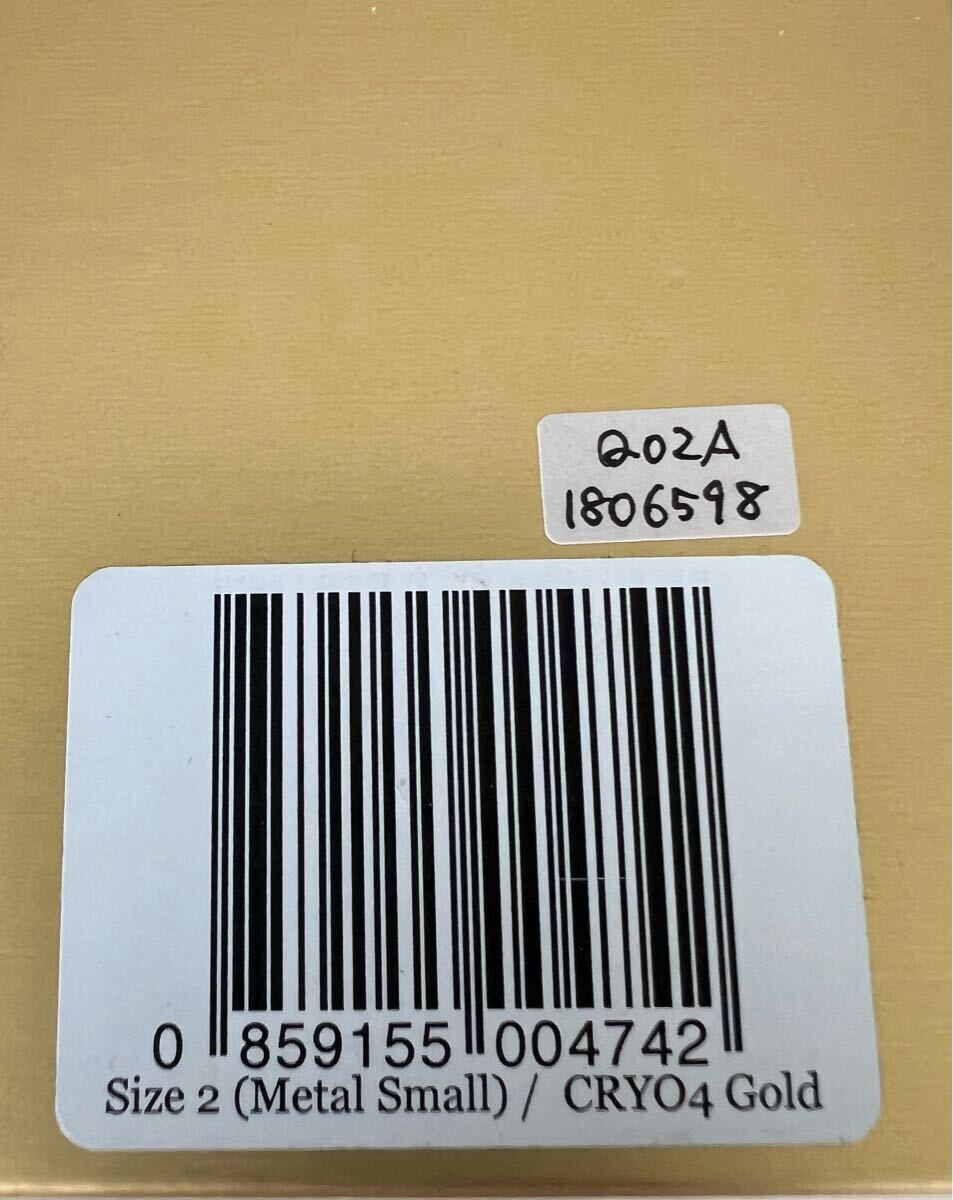 Q02A
1806598
0 859155 004742
Size 2 (Metal Small) / CRYO4 Gold